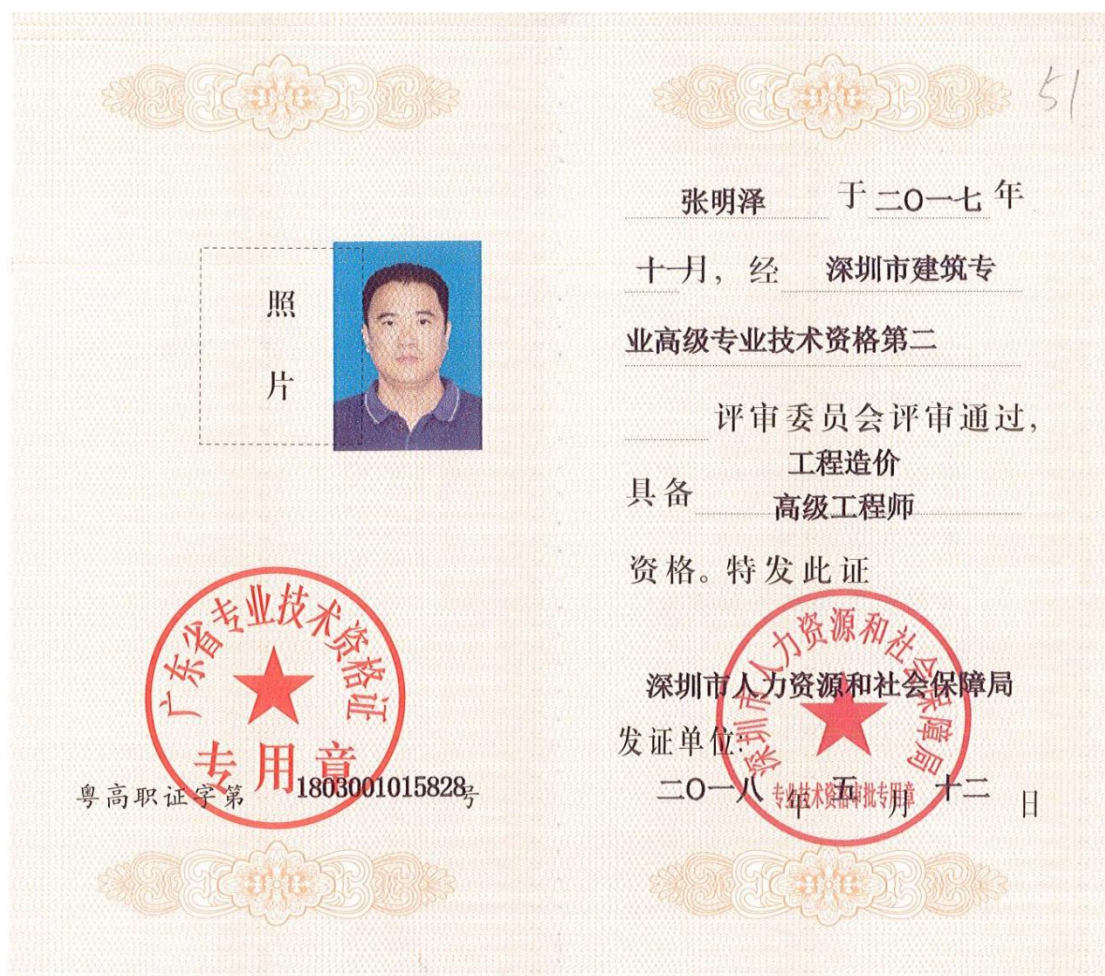 照
片
广东省专业技术资格证
专用章
粤高职证字第 1803001015828号
51
张明泽 于二〇一七年
十一月，经 深圳市建筑专
业高级专业技术资格第二
评审委员会评审通过，
工程造价
具备
高级工程师
资格。特发此证
深圳市人力资源和社会保障局
深圳市人力资源和社会保障局
发证单位：
专业技术资格审批专用章
二〇一八年五月十二日